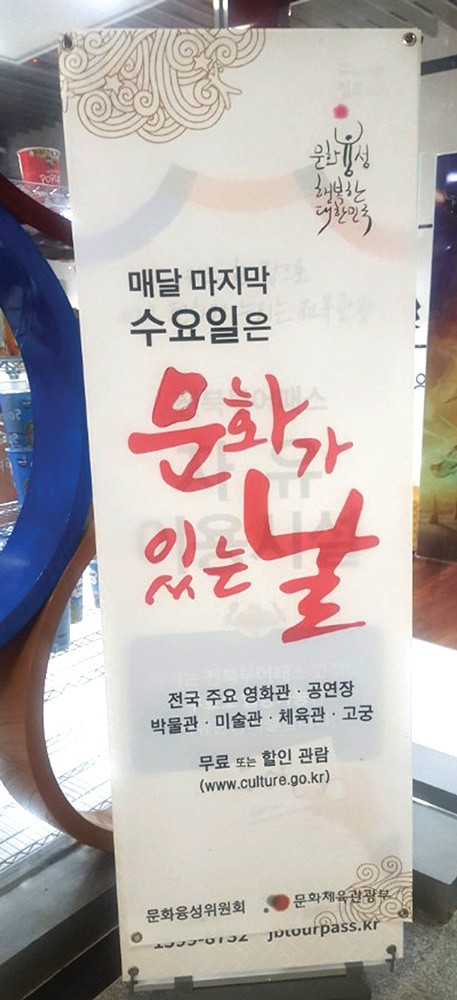 문화융성
행복한
대한민국
매달 마지막
수요일은
문화가
있는 날
전국 주요 영화관 · 공연장
박물관 · 미술관 · 체육관 · 고궁
무료 또는 할인 관람
(www.culture.go.kr)
문화융성위원회 문화체육관광부
jbtourpass.kr